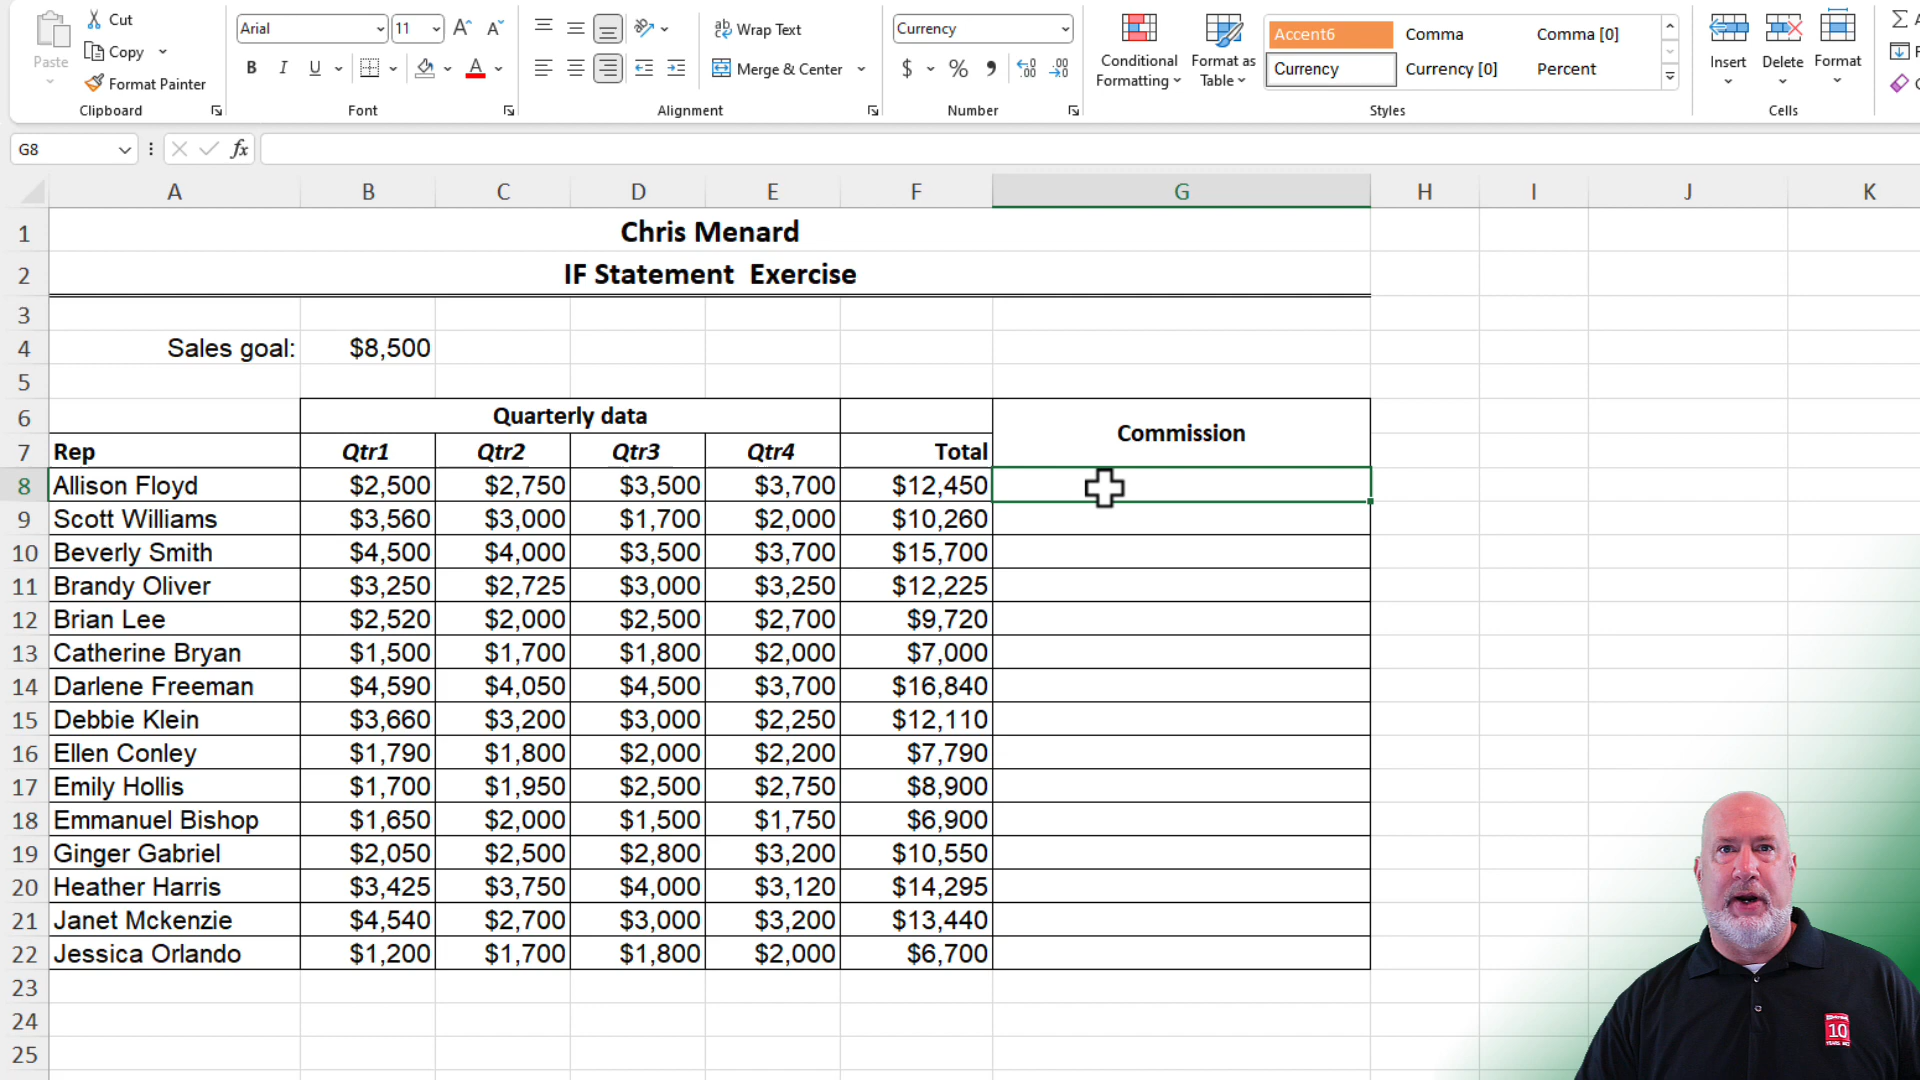 Cut
Copy
Format Painter
Paste
Clipboard
Arial 11
B I U A
Font
Wrap Text
Merge & Center
Alignment
Currency
$ %
Number
Conditional Formatting
Format as Table
Accent6 Comma Comma [0]
Currency Currency [0] Percent
Styles
Insert Delete Format
Cells
G8 fx
A B C D E F G H I J K
1 Chris Menard
2 IF Statement Exercise
3
4 Sales goal: $8,500
5
6 Quarterly data Commission
7 Rep Qtr1 Qtr2 Qtr3 Qtr4 Total
8 Allison Floyd $2,500 $2,750 $3,500 $3,700 $12,450
9 Scott Williams $3,560 $3,000 $1,700 $2,000 $10,260
10 Beverly Smith $4,500 $4,000 $3,500 $3,700 $15,700
11 Brandy Oliver $3,250 $2,725 $3,000 $3,250 $12,225
12 Brian Lee $2,520 $2,000 $2,500 $2,700 $9,720
13 Catherine Bryan $1,500 $1,700 $1,800 $2,000 $7,000
14 Darlene Freeman $4,590 $4,050 $4,500 $3,700 $16,840
15 Debbie Klein $3,660 $3,200 $3,000 $2,250 $12,110
16 Ellen Conley $1,790 $1,800 $2,000 $2,200 $7,790
17 Emily Hollis $1,700 $1,950 $2,500 $2,750 $8,900
18 Emmanuel Bishop $1,650 $2,000 $1,500 $1,750 $6,900
19 Ginger Gabriel $2,050 $2,500 $2,800 $3,200 $10,550
20 Heather Harris $3,425 $3,750 $4,000 $3,120 $14,295
21 Janet Mckenzie $4,540 $2,700 $3,000 $3,200 $13,440
22 Jessica Orlando $1,200 $1,700 $1,800 $2,000 $6,700
23
24
25
10